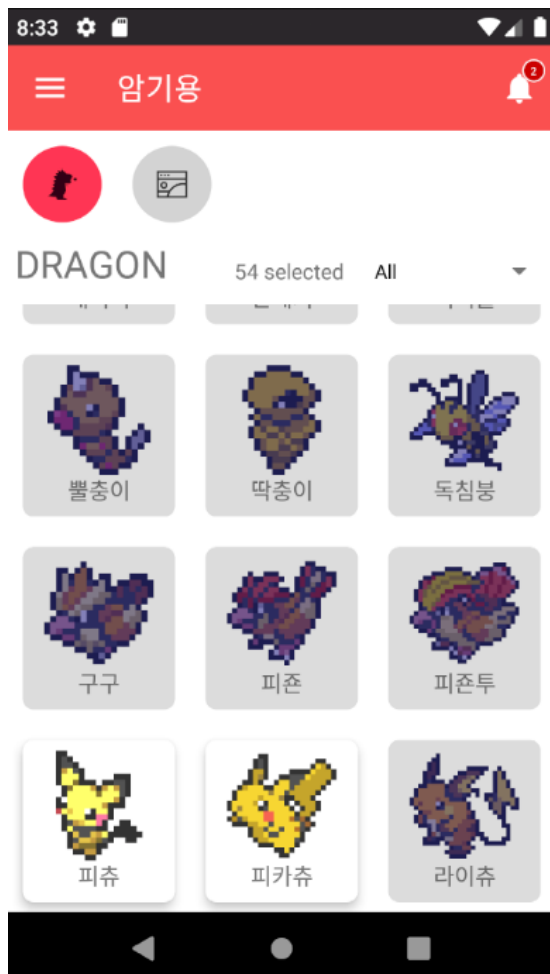 8:33
암기용
2
DRAGON
54 selected All
뿔충이 딱충이 독침붕
구구 피죤 피죤투
피츄 피카츄 라이츄